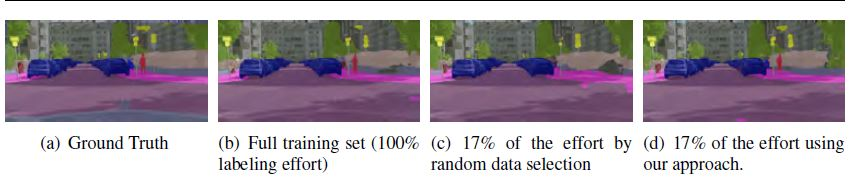 (a) Ground Truth
(b) Full training set (100%
labeling effort)
(c) 17% of the effort by
random data selection
(d) 17% of the effort using
our approach.